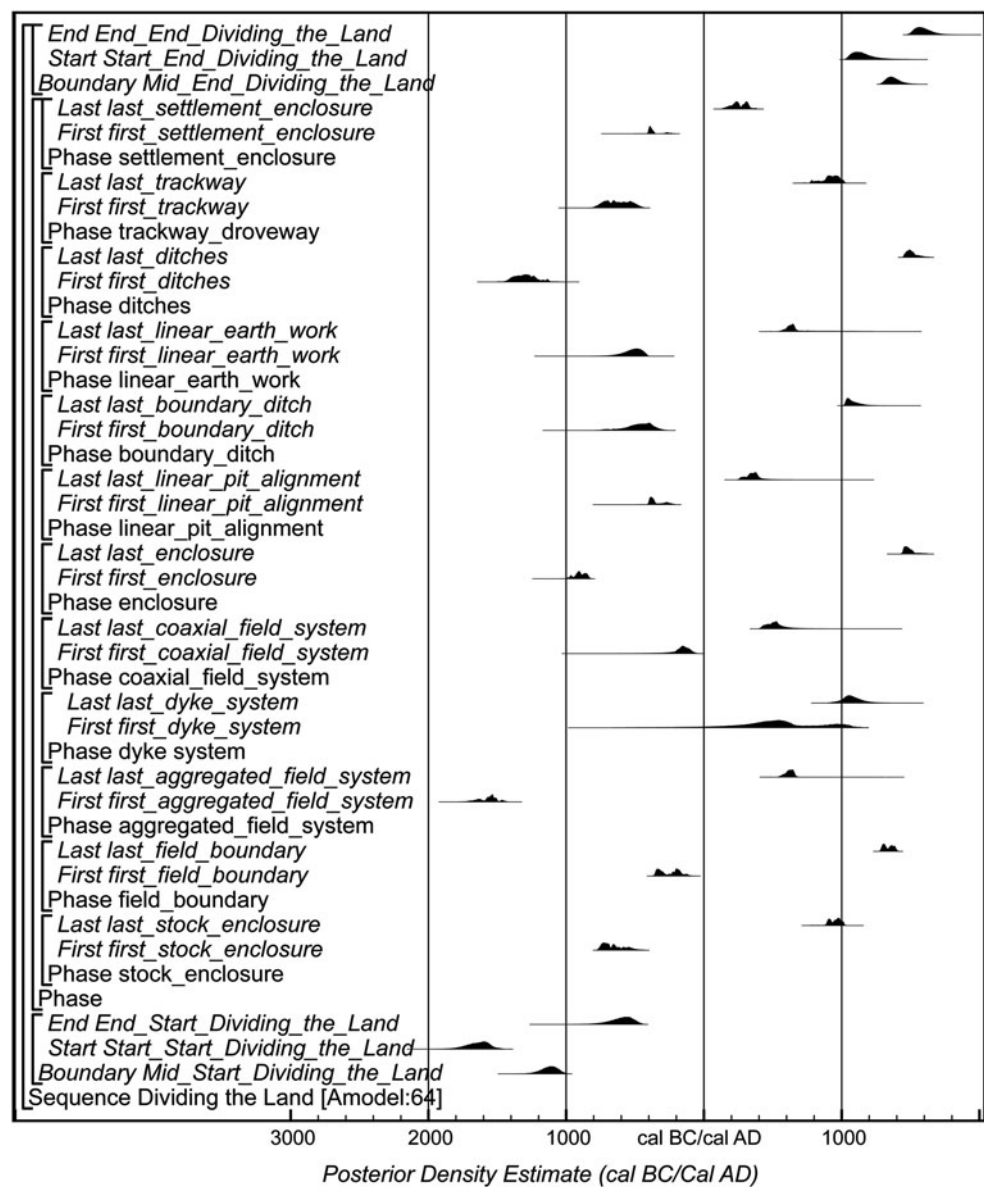 End End_End_Dividing_the_Land
Start Start_End_Dividing_the_Land
Boundary Mid_End_Dividing_the_Land
Last last_settlement_enclosure
First first_settlement_enclosure
Phase settlement_enclosure
Last last_trackway
First first_trackway
Phase trackway_droveway
Last last_ditches
First first_ditches
Phase ditches
Last last_linear_earth_work
First first_linear_earth_work
Phase linear_earth_work
Last last_boundary_ditch
First first_boundary_ditch
Phase boundary_ditch
Last last_linear_pit_alignment
First first_linear_pit_alignment
Phase linear_pit_alignment
Last last_enclosure
First first_enclosure
Phase enclosure
Last last_coaxial_field_system
First first_coaxial_field_system
Phase coaxial_field_system
Last last_dyke_system
First first_dyke_system
Phase dyke system
Last last_aggregated_field_system
First first_aggregated_field_system
Phase aggregated_field_system
Last last_field_boundary
First first_field_boundary
Phase field_boundary
Last last_stock_enclosure
First first_stock_enclosure
Phase stock_enclosure
Phase
End End_Start_Dividing_the_Land
Start Start_Start_Dividing_the_Land
Boundary Mid_Start_Dividing_the_Land
Sequence Dividing the Land [Amodel:64]
3000 2000 1000 cal BC/cal AD 1000
Posterior Density Estimate (cal BC/Cal AD)